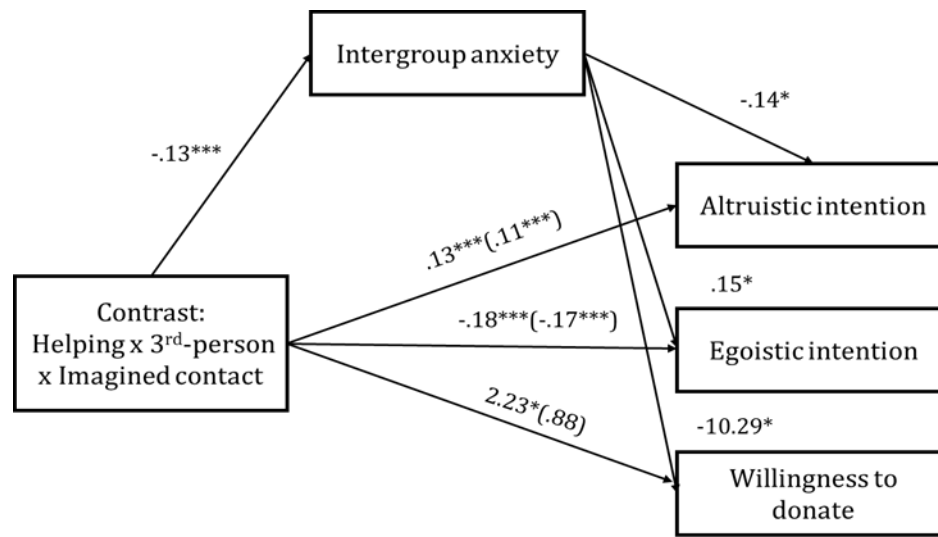 Intergroup anxiety
-.14*
-.13***
Altruistic intention
.13***(.11***)
.15*
Contrast:
Helping x 3rd-person
x Imagined contact
-.18***(-.17***)
Egoistic intention
2.23*(.88)
-10.29*
Willingness to
donate